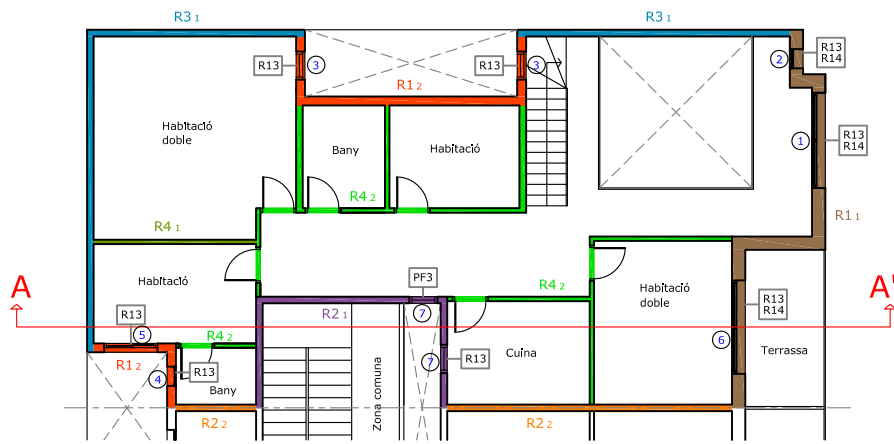 R3 1
R3 1
R13
3
R13
3
2
R13
R14
R1 2
Habitació
doble
Bany
Habitació
1
R13
R14
R4 2
R4 1
R1 1
Habitació
PF3
R4 2
Habitació
doble
A
A'
R13
5
R2 1
7
R13
R14
R1 2
R4 2
4
R13
Bany
Zona comuna
7
R13
Cuina
6
Terrassa
R2 2
R2 2